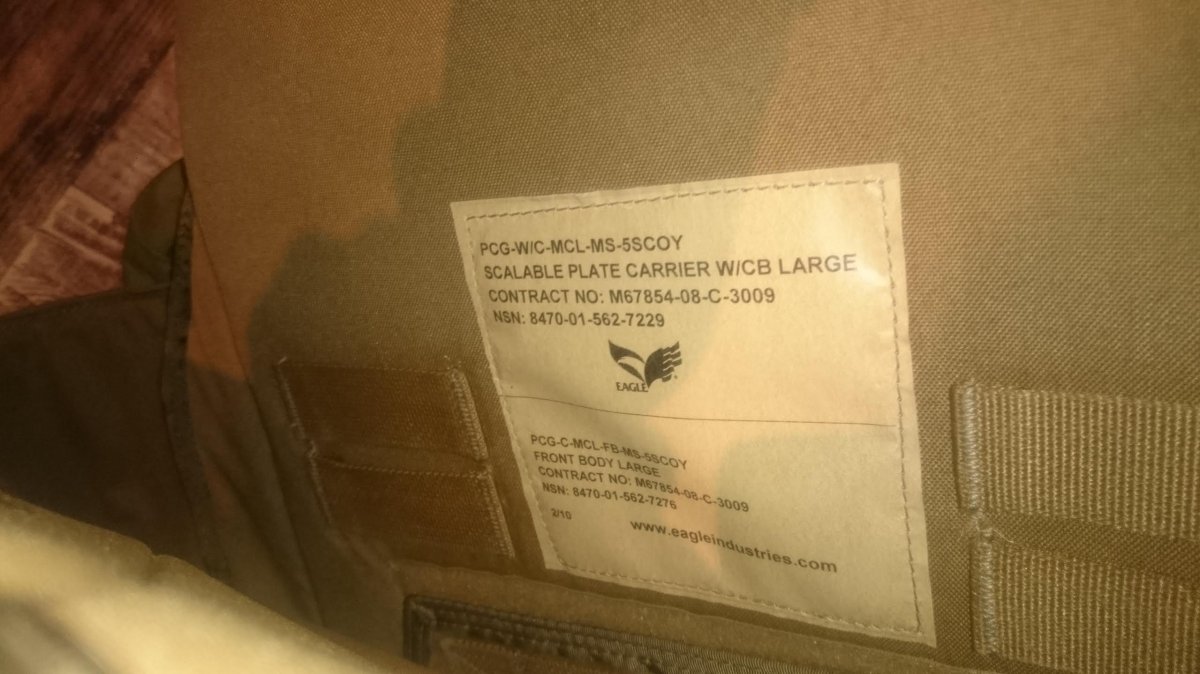 PCG-W/C-MCL-MS-5SCOY
SCALABLE PLATE CARRIER W/CB LARGE
CONTRACT NO: M67854-08-C-3009
NSN: 8470-01-562-7229
EAGLE
PCG-C-MCL-FB-MS-5SCOY
FRONT BODY LARGE
CONTRACT NO: M67854-08-C-3009
NSN: 8470-01-562-7276
2/10
www.eagleindustries.com